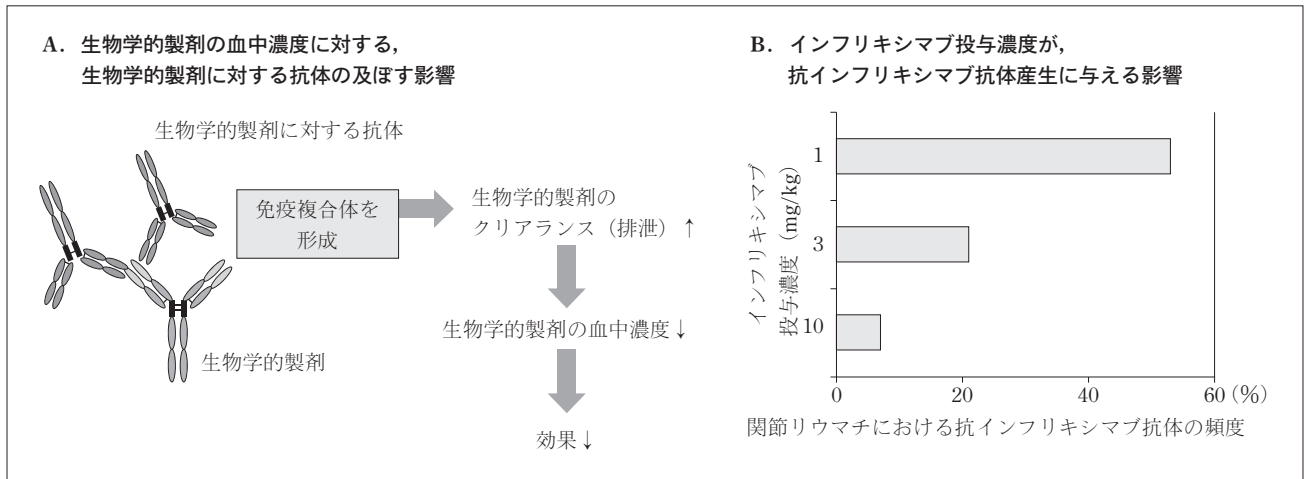 A. 生物学的製剤の血中濃度に対する,
生物学的製剤に対する抗体の及ぼす影響
生物学的製剤に対する抗体
免疫複合体を
形成
生物学的製剤の
クリアランス（排泄）↑
生物学的製剤の血中濃度↓
効果↓
生物学的製剤
B. インフリキシマブ投与濃度が,
抗インフリキシマブ抗体産生に与える影響
インフリキシマブ
投与濃度（mg/kg）
1
3
10
0
20
40
60（%）
関節リウマチにおける抗インフリキシマブ抗体の頻度